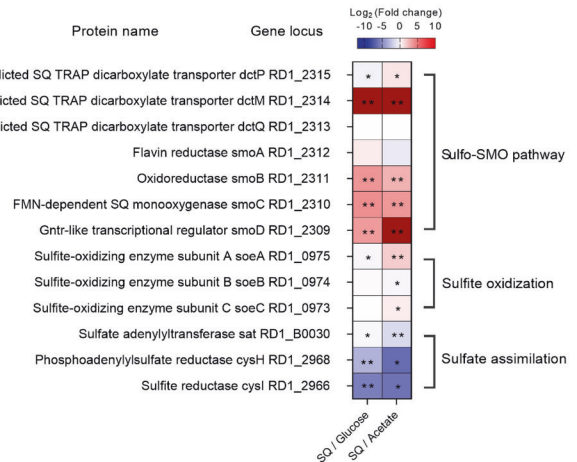 Protein name Gene locus
Log2 (Fold change)
-10 -5 0 5 10
dicted SQ TRAP dicarboxylate transporter dctP RD1_2315 * *
icted SQ TRAP dicarboxylate transporter dctM RD1_2314 ** **
icted SQ TRAP dicarboxylate transporter dctQ RD1_2313
Flavin reductase smoA RD1_2312
Sulfo-SMO pathway
Oxidoreductase smoB RD1_2311 ** **
FMN-dependent SQ monooxygenase smoC RD1_2310 ** **
Gntr-like transcriptional regulator smoD RD1_2309 ** **
Sulfite-oxidizing enzyme subunit A soeA RD1_0975 * **
Sulfite-oxidizing enzyme subunit B soeB RD1_0974 *
Sulfite oxidization
Sulfite-oxidizing enzyme subunit C soeC RD1_0973 *
Sulfate adenylyltransferase sat RD1_B0030 * **
Phosphoadenylylsulfate reductase cysH RD1_2968 ** *
Sulfate assimilation
Sulfite reductase cysI RD1_2966 ** *
SQ / Glucose
SQ / Acetate